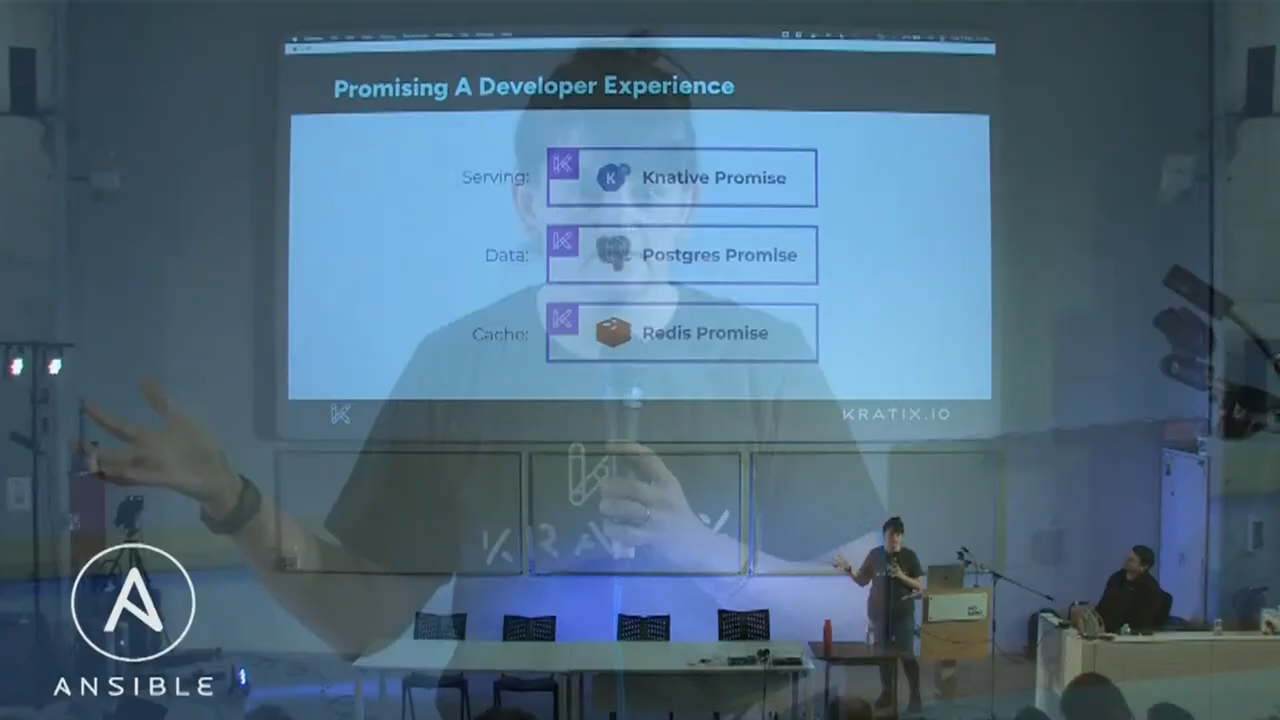 Promising A Developer Experience
Serving:
K
Knative Promise
Data:
Postgres Promise
Cache:
Redis Promise
KRATIX.IO
ANSIBLE